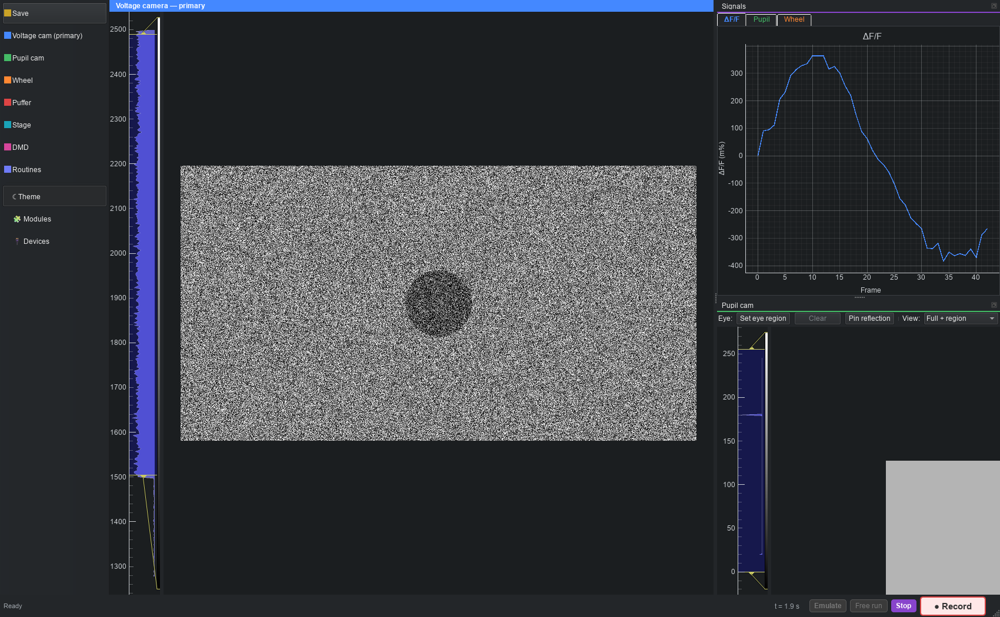 Save
Voltage cam (primary)
Pupil cam
Wheel
Puffer
Stage
DMD
Routines
Theme
Modules
Devices
Voltage camera — primary
2500
2400
2300
2200
2100
2000
1900
1800
1700
1600
1500
1400
1300
Signals
ΔF/F
Pupil
Wheel
ΔF/F
300
200
100
0
-100
-200
-300
-400
ΔF/F (m%)
0 5 10 15 20 25 30 35 40
Frame
Pupil cam
Eye: Set eye region Clear Pin reflection View: Full + region
250
200
150
100
50
0
Ready
t = 1.9 s Emulate Free run Stop ● Record